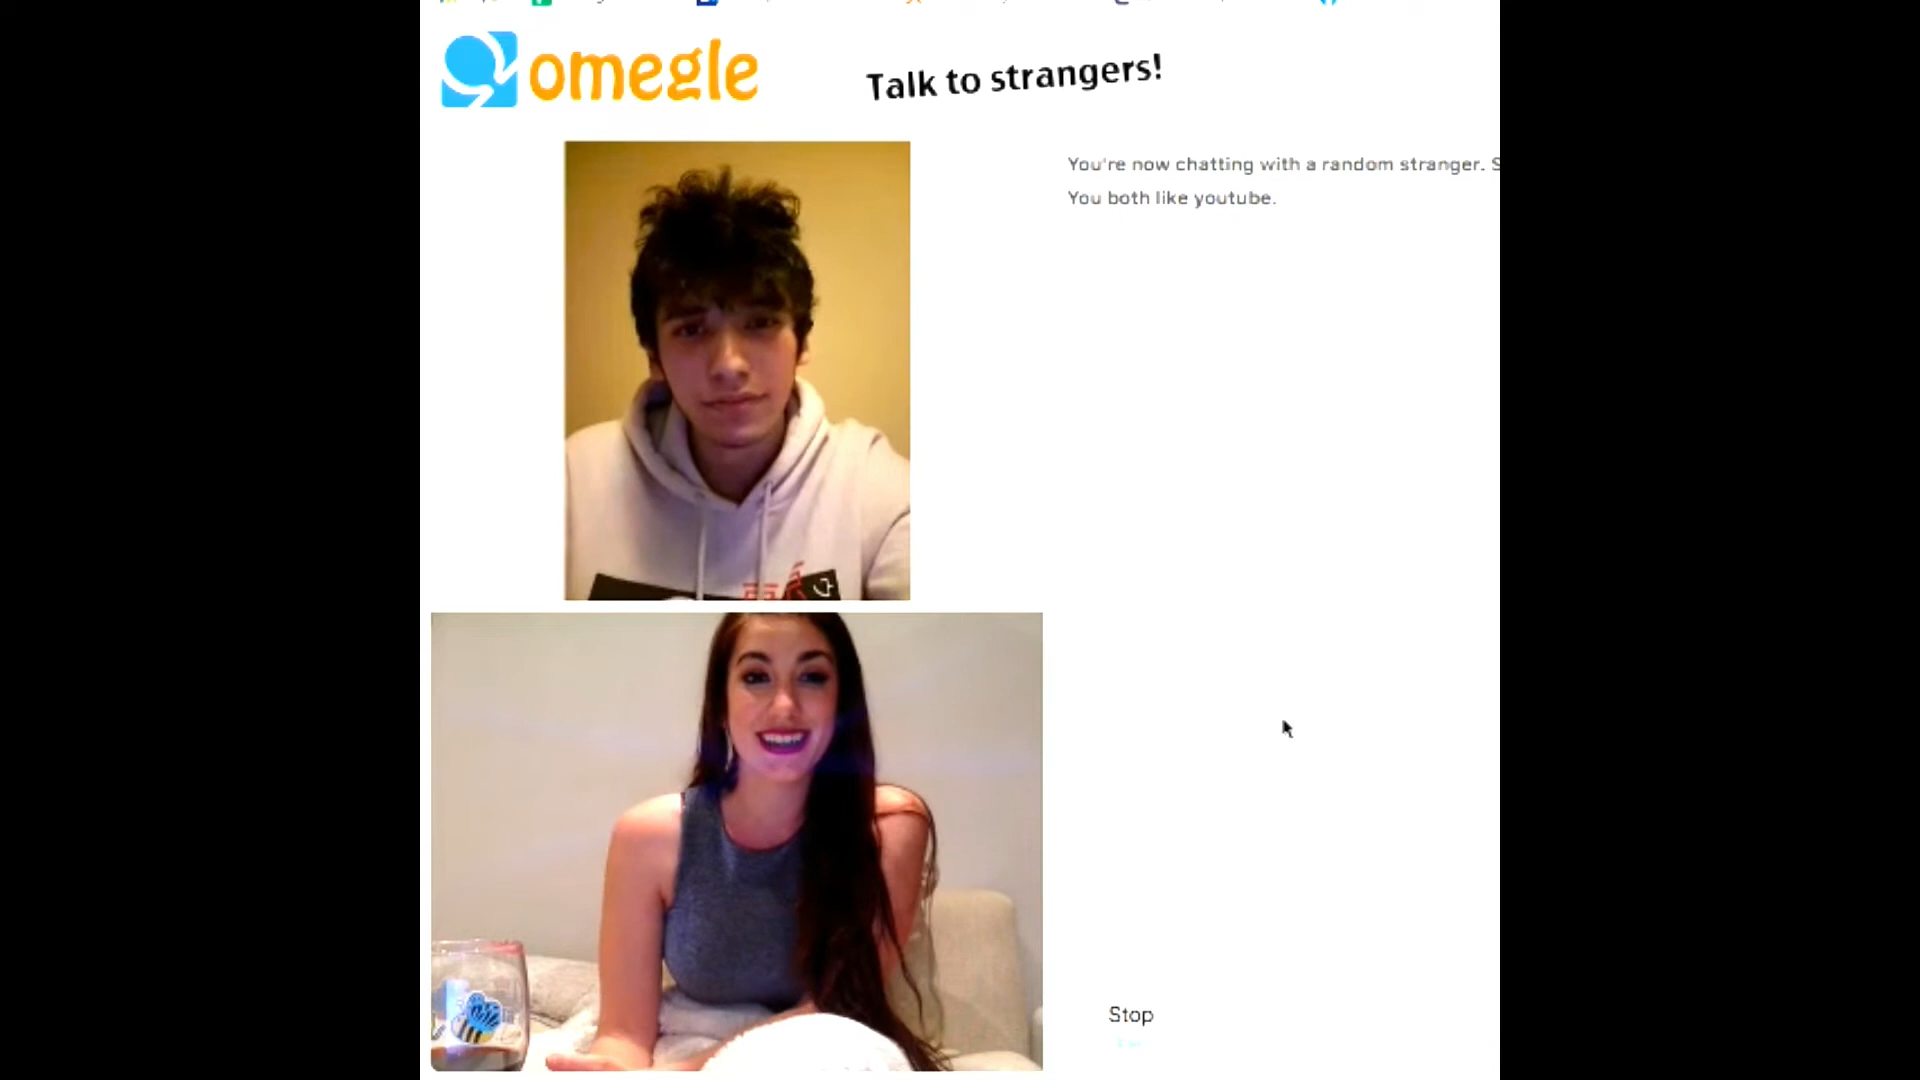 omegle
Talk to strangers!
You're now chatting with a random stranger. S
You both like youtube.
Stop